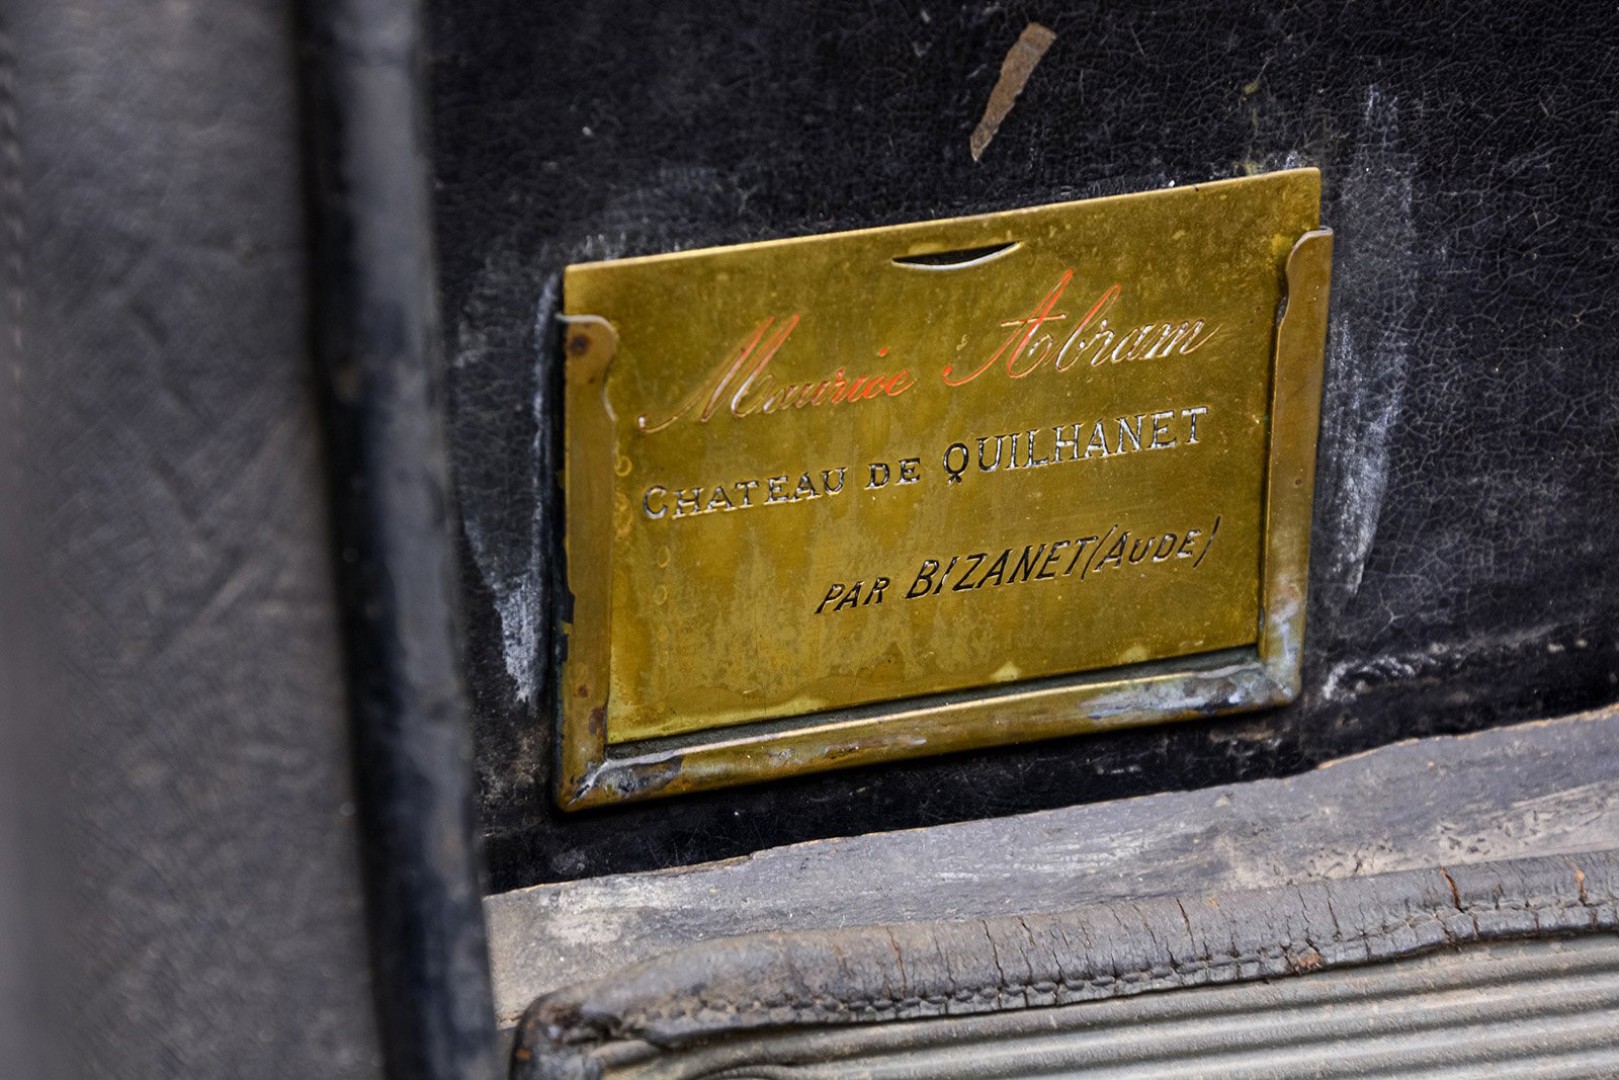 Maurice Abram
CHATEAU DE QUILHANET
PAR BIZANET (AUDE)